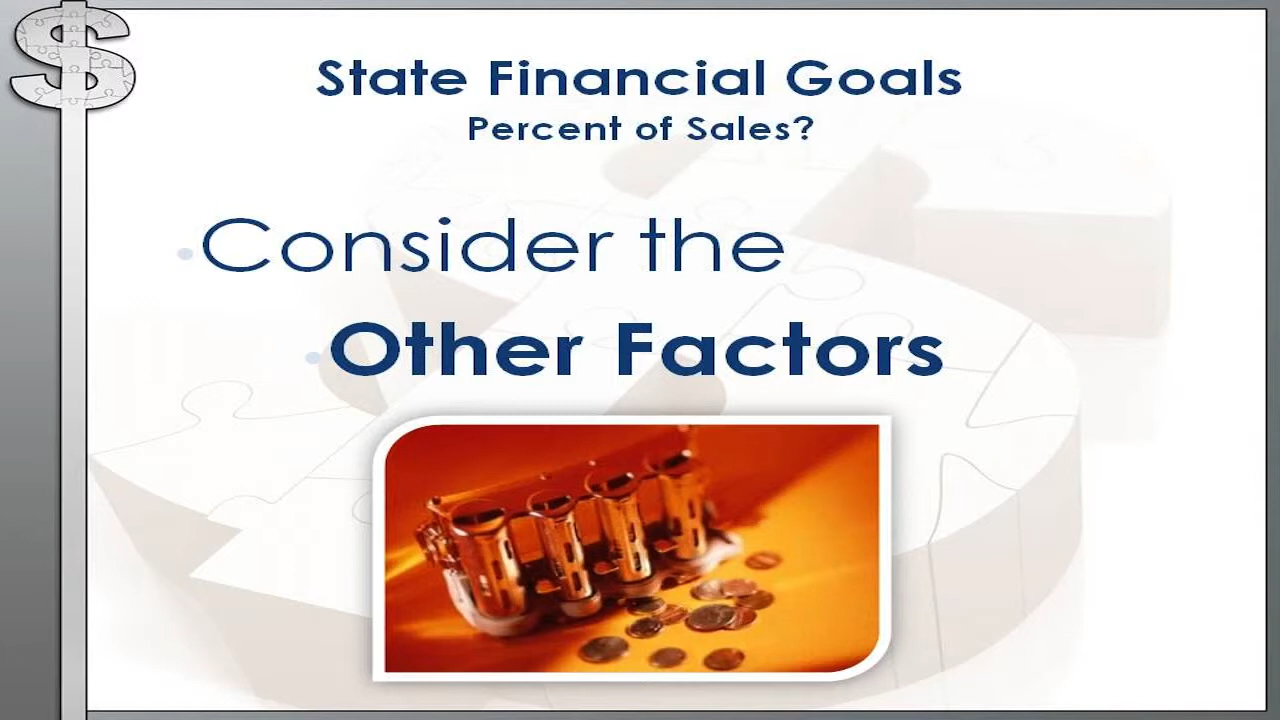 State Financial Goals
Percent of Sales?
•Consider the
•Other Factors